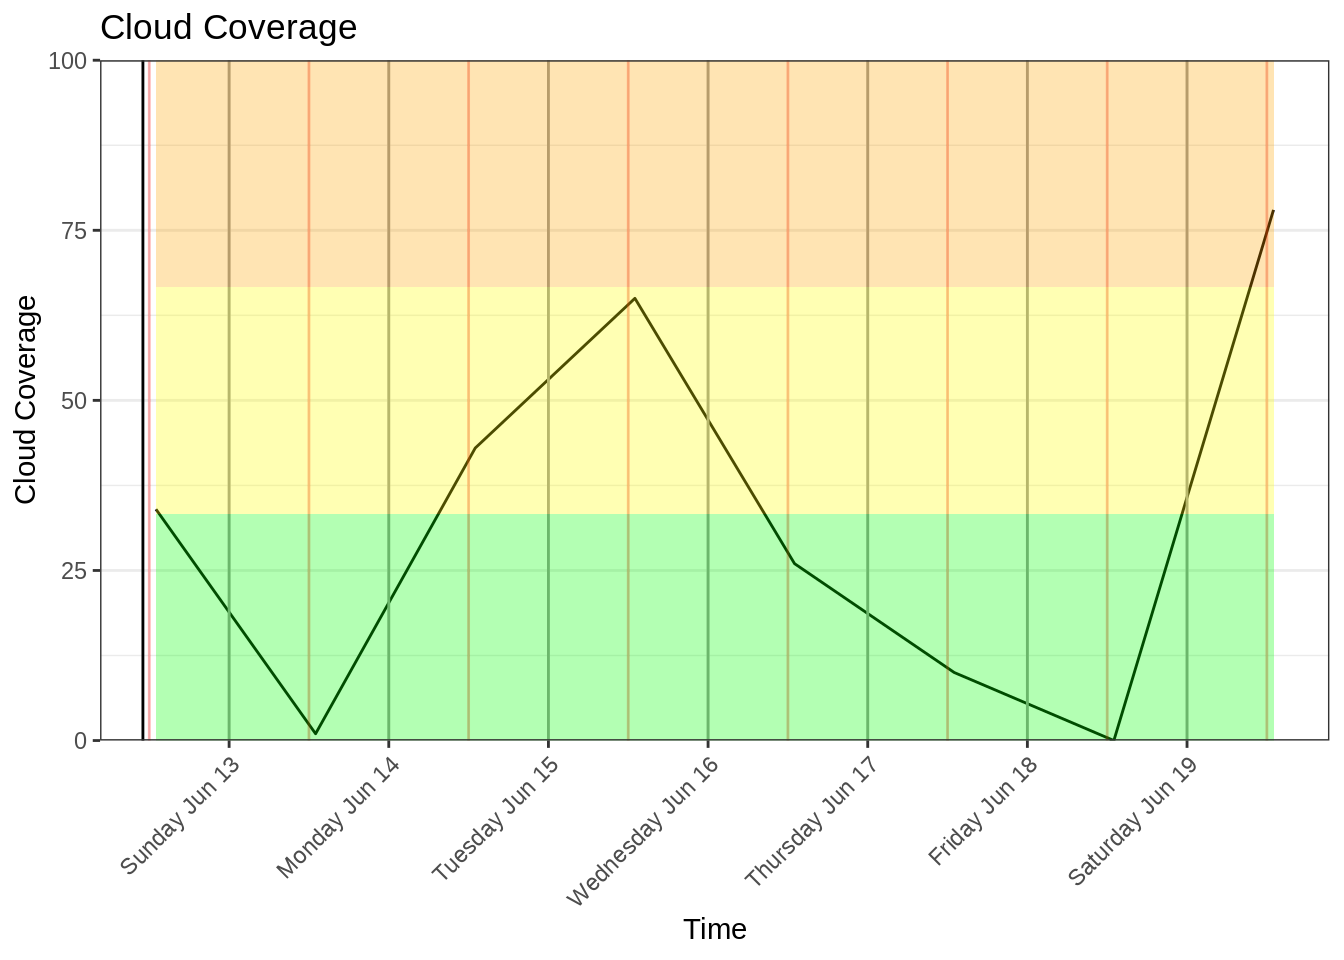 Cloud Coverage
100
75
50
25
0
Cloud Coverage
Sunday Jun 13
Monday Jun 14
Tuesday Jun 15
Wednesday Jun 16
Thursday Jun 17
Friday Jun 18
Saturday Jun 19
Time